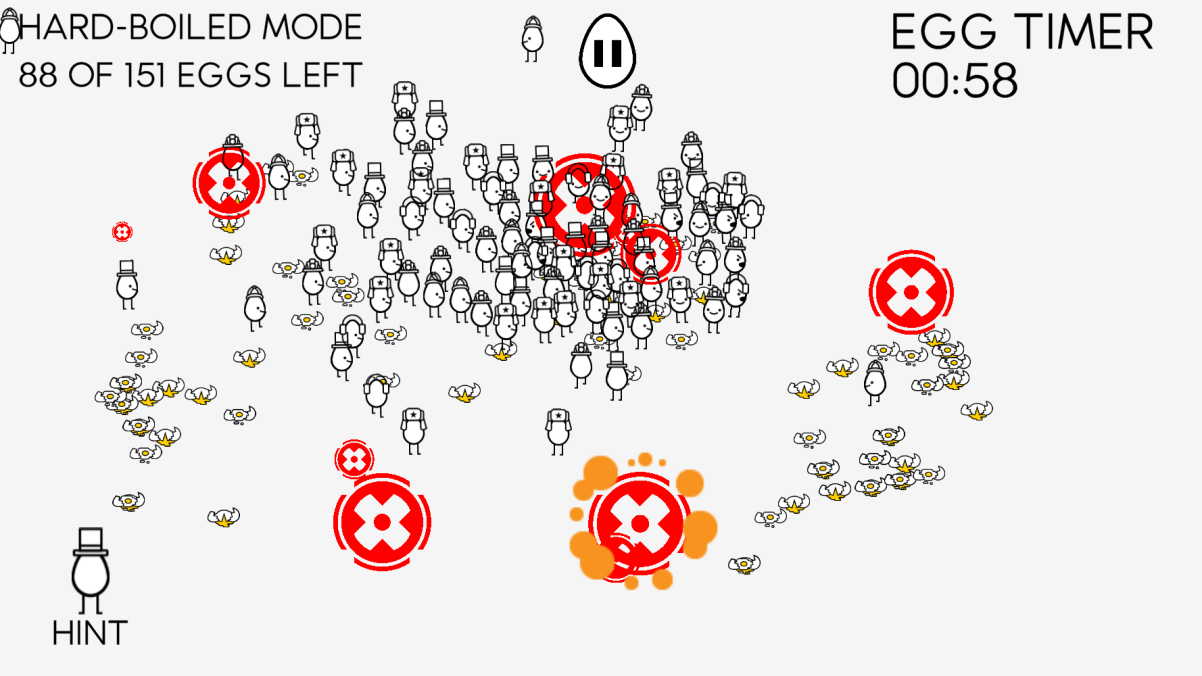 HARD-BOILED MODE
88 OF 151 EGGS LEFT
EGG TIMER
00:58
HINT